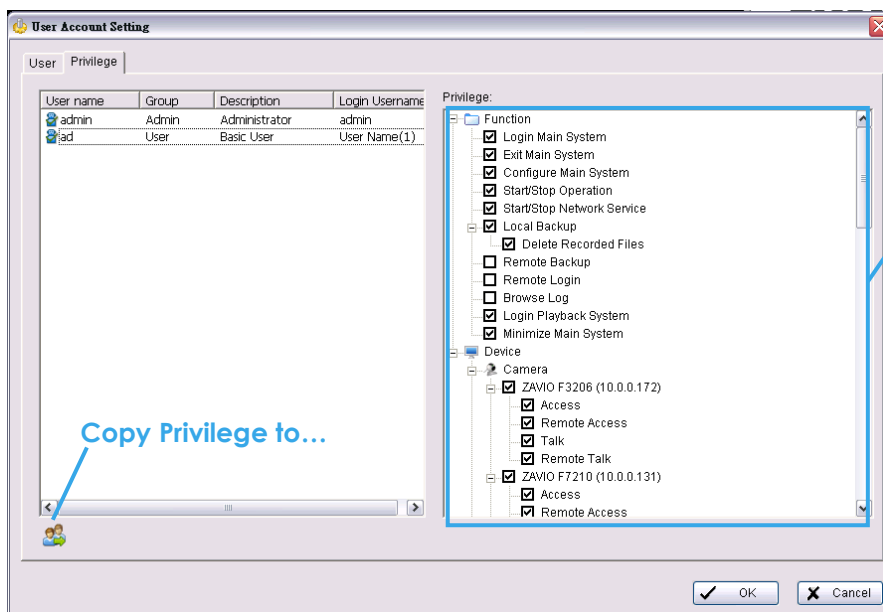 User Account Setting
User Privilege
User name Group Description Login Username
admin Admin Administrator admin
ad User Basic User User Name(1)
Copy Privilege to...
Privilege:
Function
Login Main System
Exit Main System
Configure Main System
Start/Stop Operation
Start/Stop Network Service
Local Backup
Delete Recorded Files
Remote Backup
Remote Login
Browse Log
Login Playback System
Minimize Main System
Device
Camera
ZAVIO F3206 (10.0.0.172)
Access
Remote Access
Talk
Remote Talk
ZAVIO F7210 (10.0.0.131)
Access
Remote Access
OK Cancel